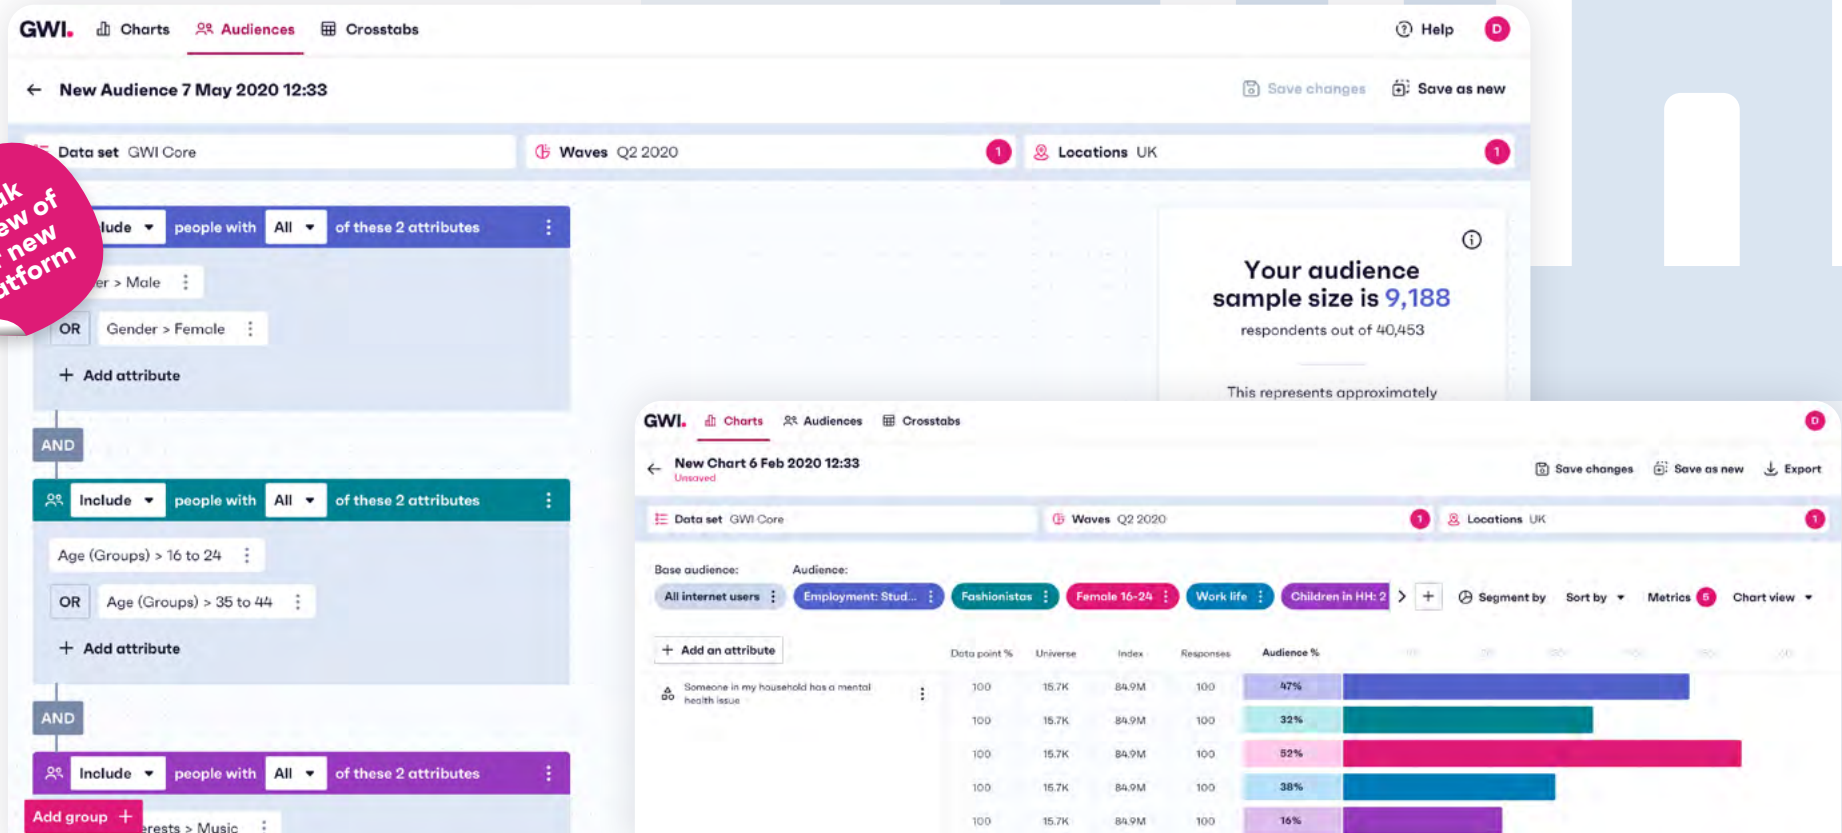 GWI. Charts Audiences Crosstabs Help D
← New Audience 7 May 2020 12:33 Save changes Save as new
Data set GWI Core Waves Q2 2020 1 Locations UK 1
ew of
new
atform
lude people with All of these 2 attributes
er > Male
OR Gender > Female
+ Add attribute
AND
Include people with All of these 2 attributes
Age (Groups) > 16 to 24
OR Age (Groups) > 35 to 44
+ Add attribute
AND
Include people with All of these 2 attributes
Add group +
erests > Music
Your audience
sample size is 9,188
respondents out of 40,453
This represents approximately
GWI. Charts Audiences Crosstabs D
← New Chart 6 Feb 2020 12:33
Unsaved
Save changes Save as new Export
Data set GWI Core Waves Q2 2020 1 Locations UK 1
Base audience: Audience:
All internet users Employment: Stud... Fashionistas Female 16-24 Work life Children in HH: 2 > + Segment by Sort by Metrics 5 Chart view
+ Add an attribute
Data point % Universe Index Responses Audience %
Someone in my household has a mental
health issue
100 15.7K 84.9M 100 47%
100 15.7K 84.9M 100 32%
100 15.7K 84.9M 100 52%
100 15.7K 84.9M 100 38%
100 15.7K 84.9M 100 16%